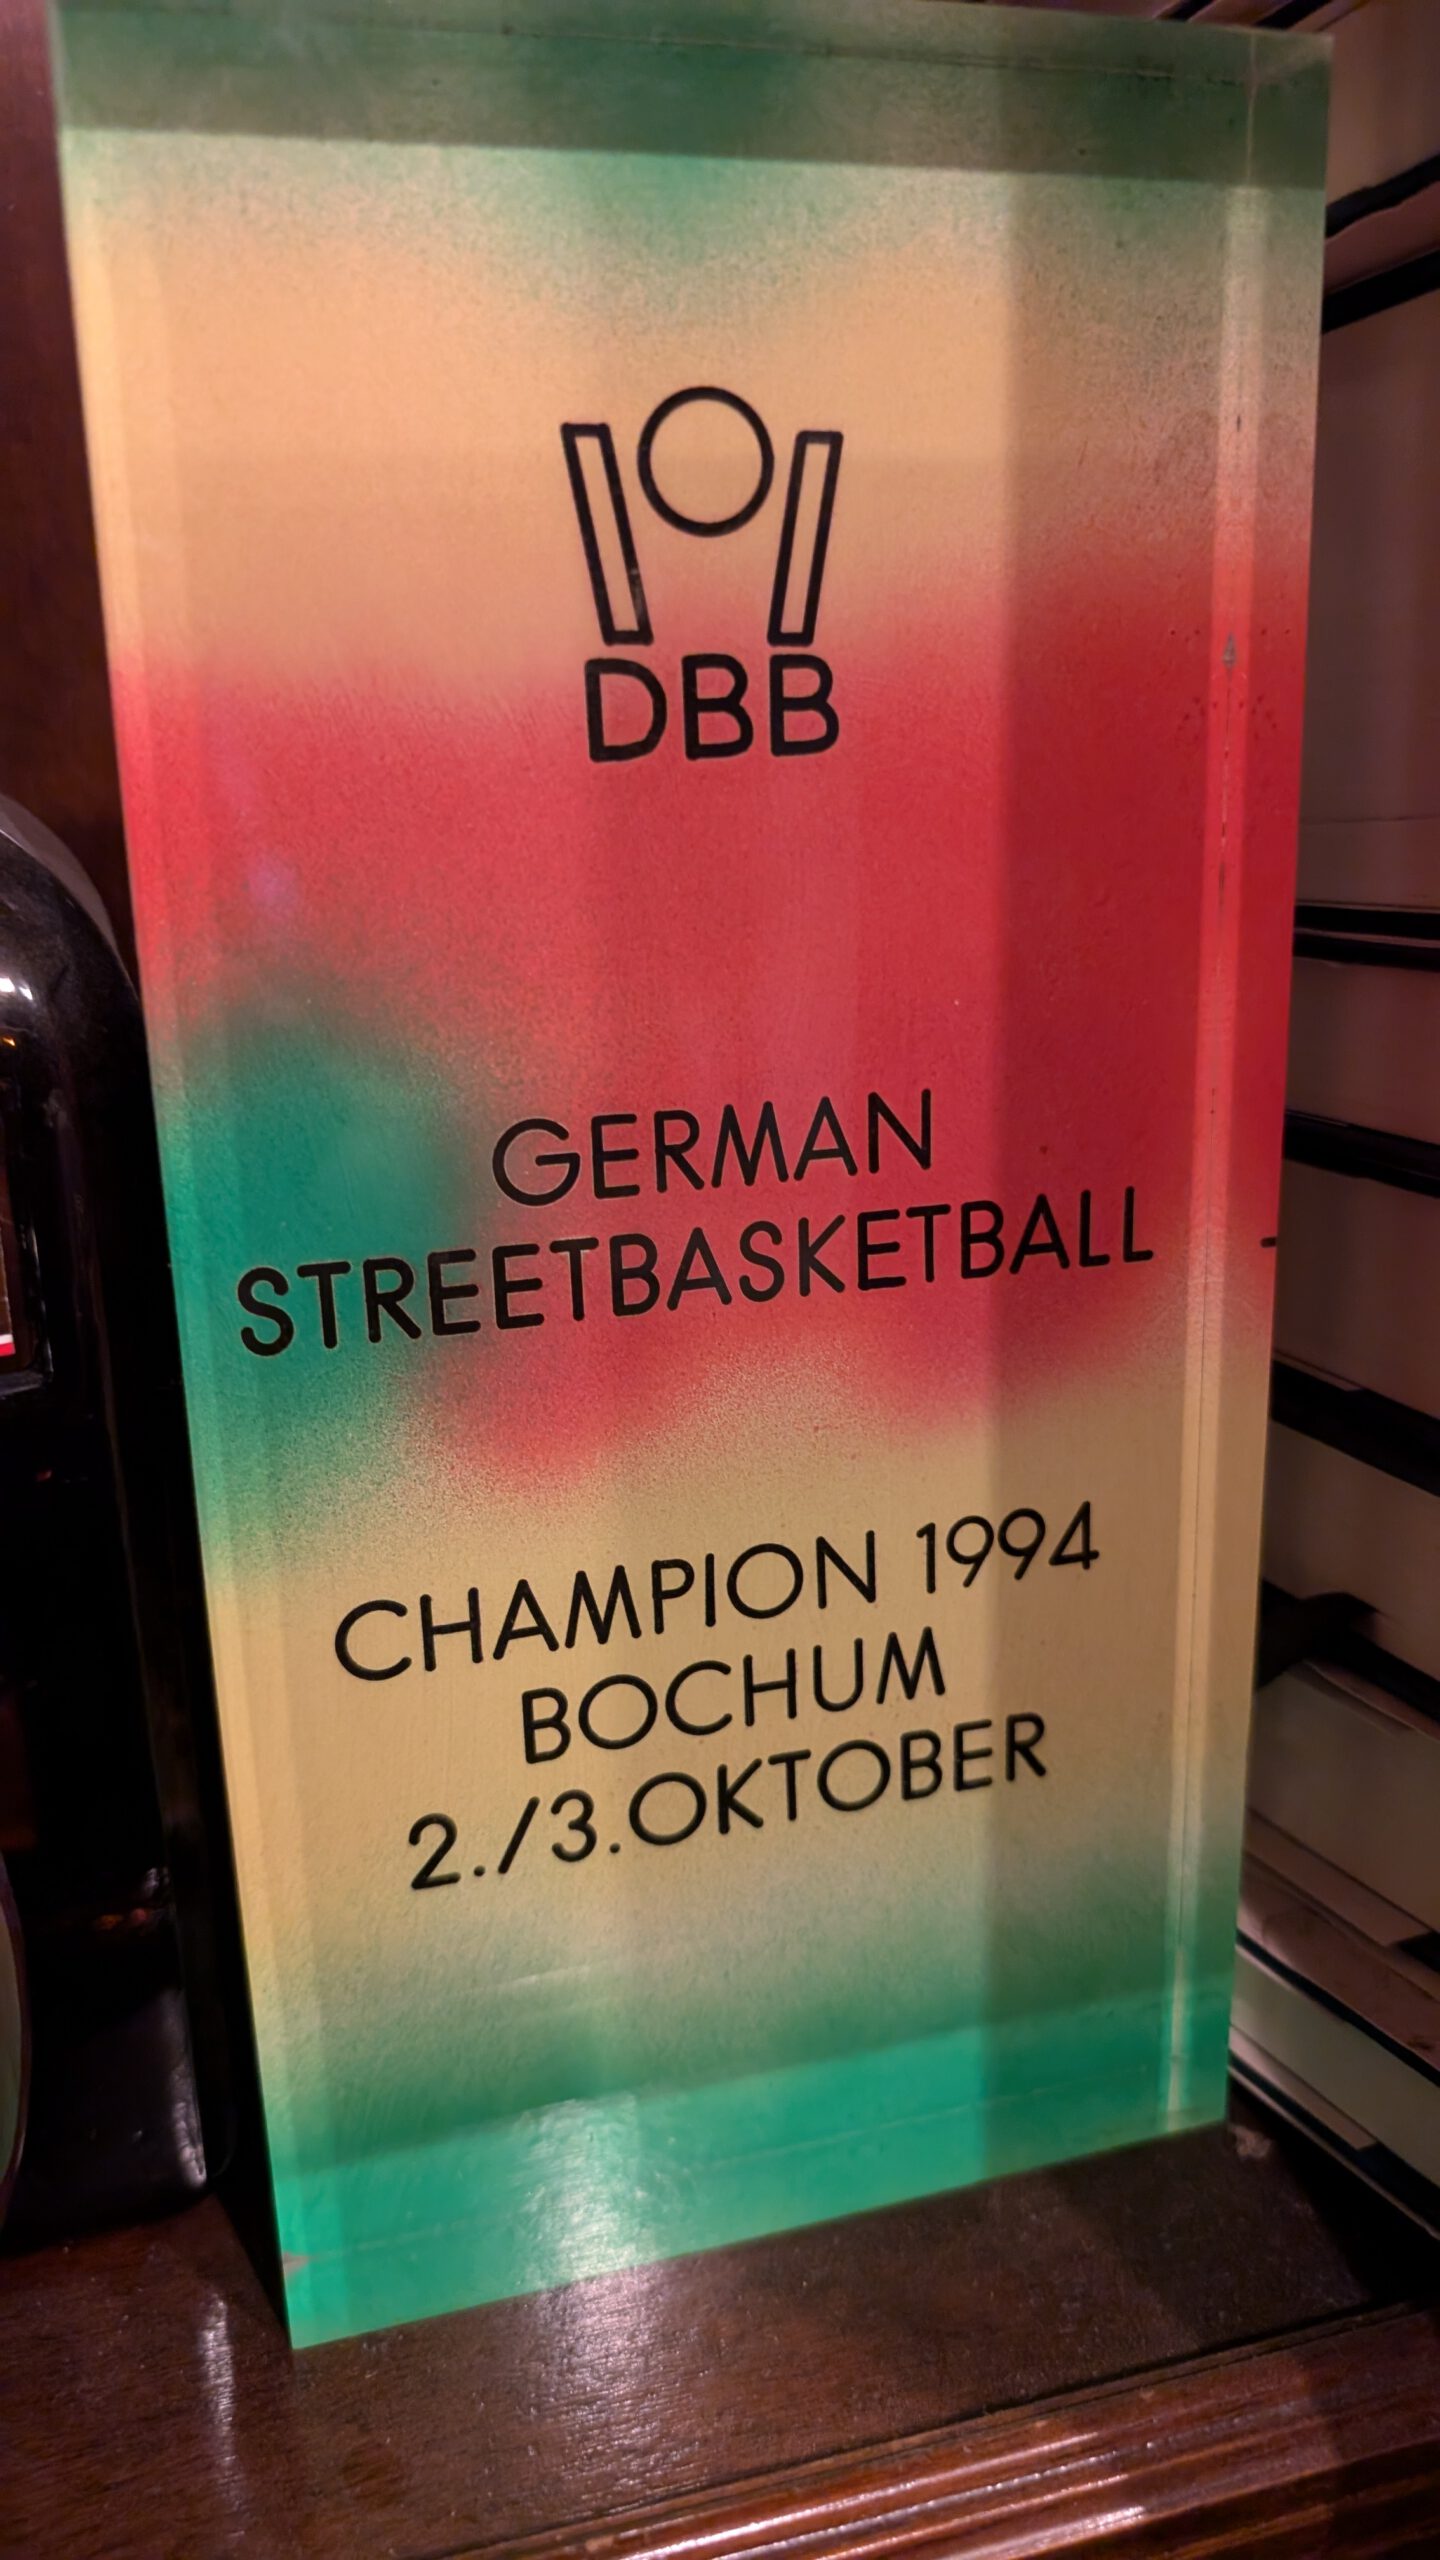 DBB
GERMAN
STREETBASKETBALL
CHAMPION 1994
BOCHUM
2./3.OKTOBER